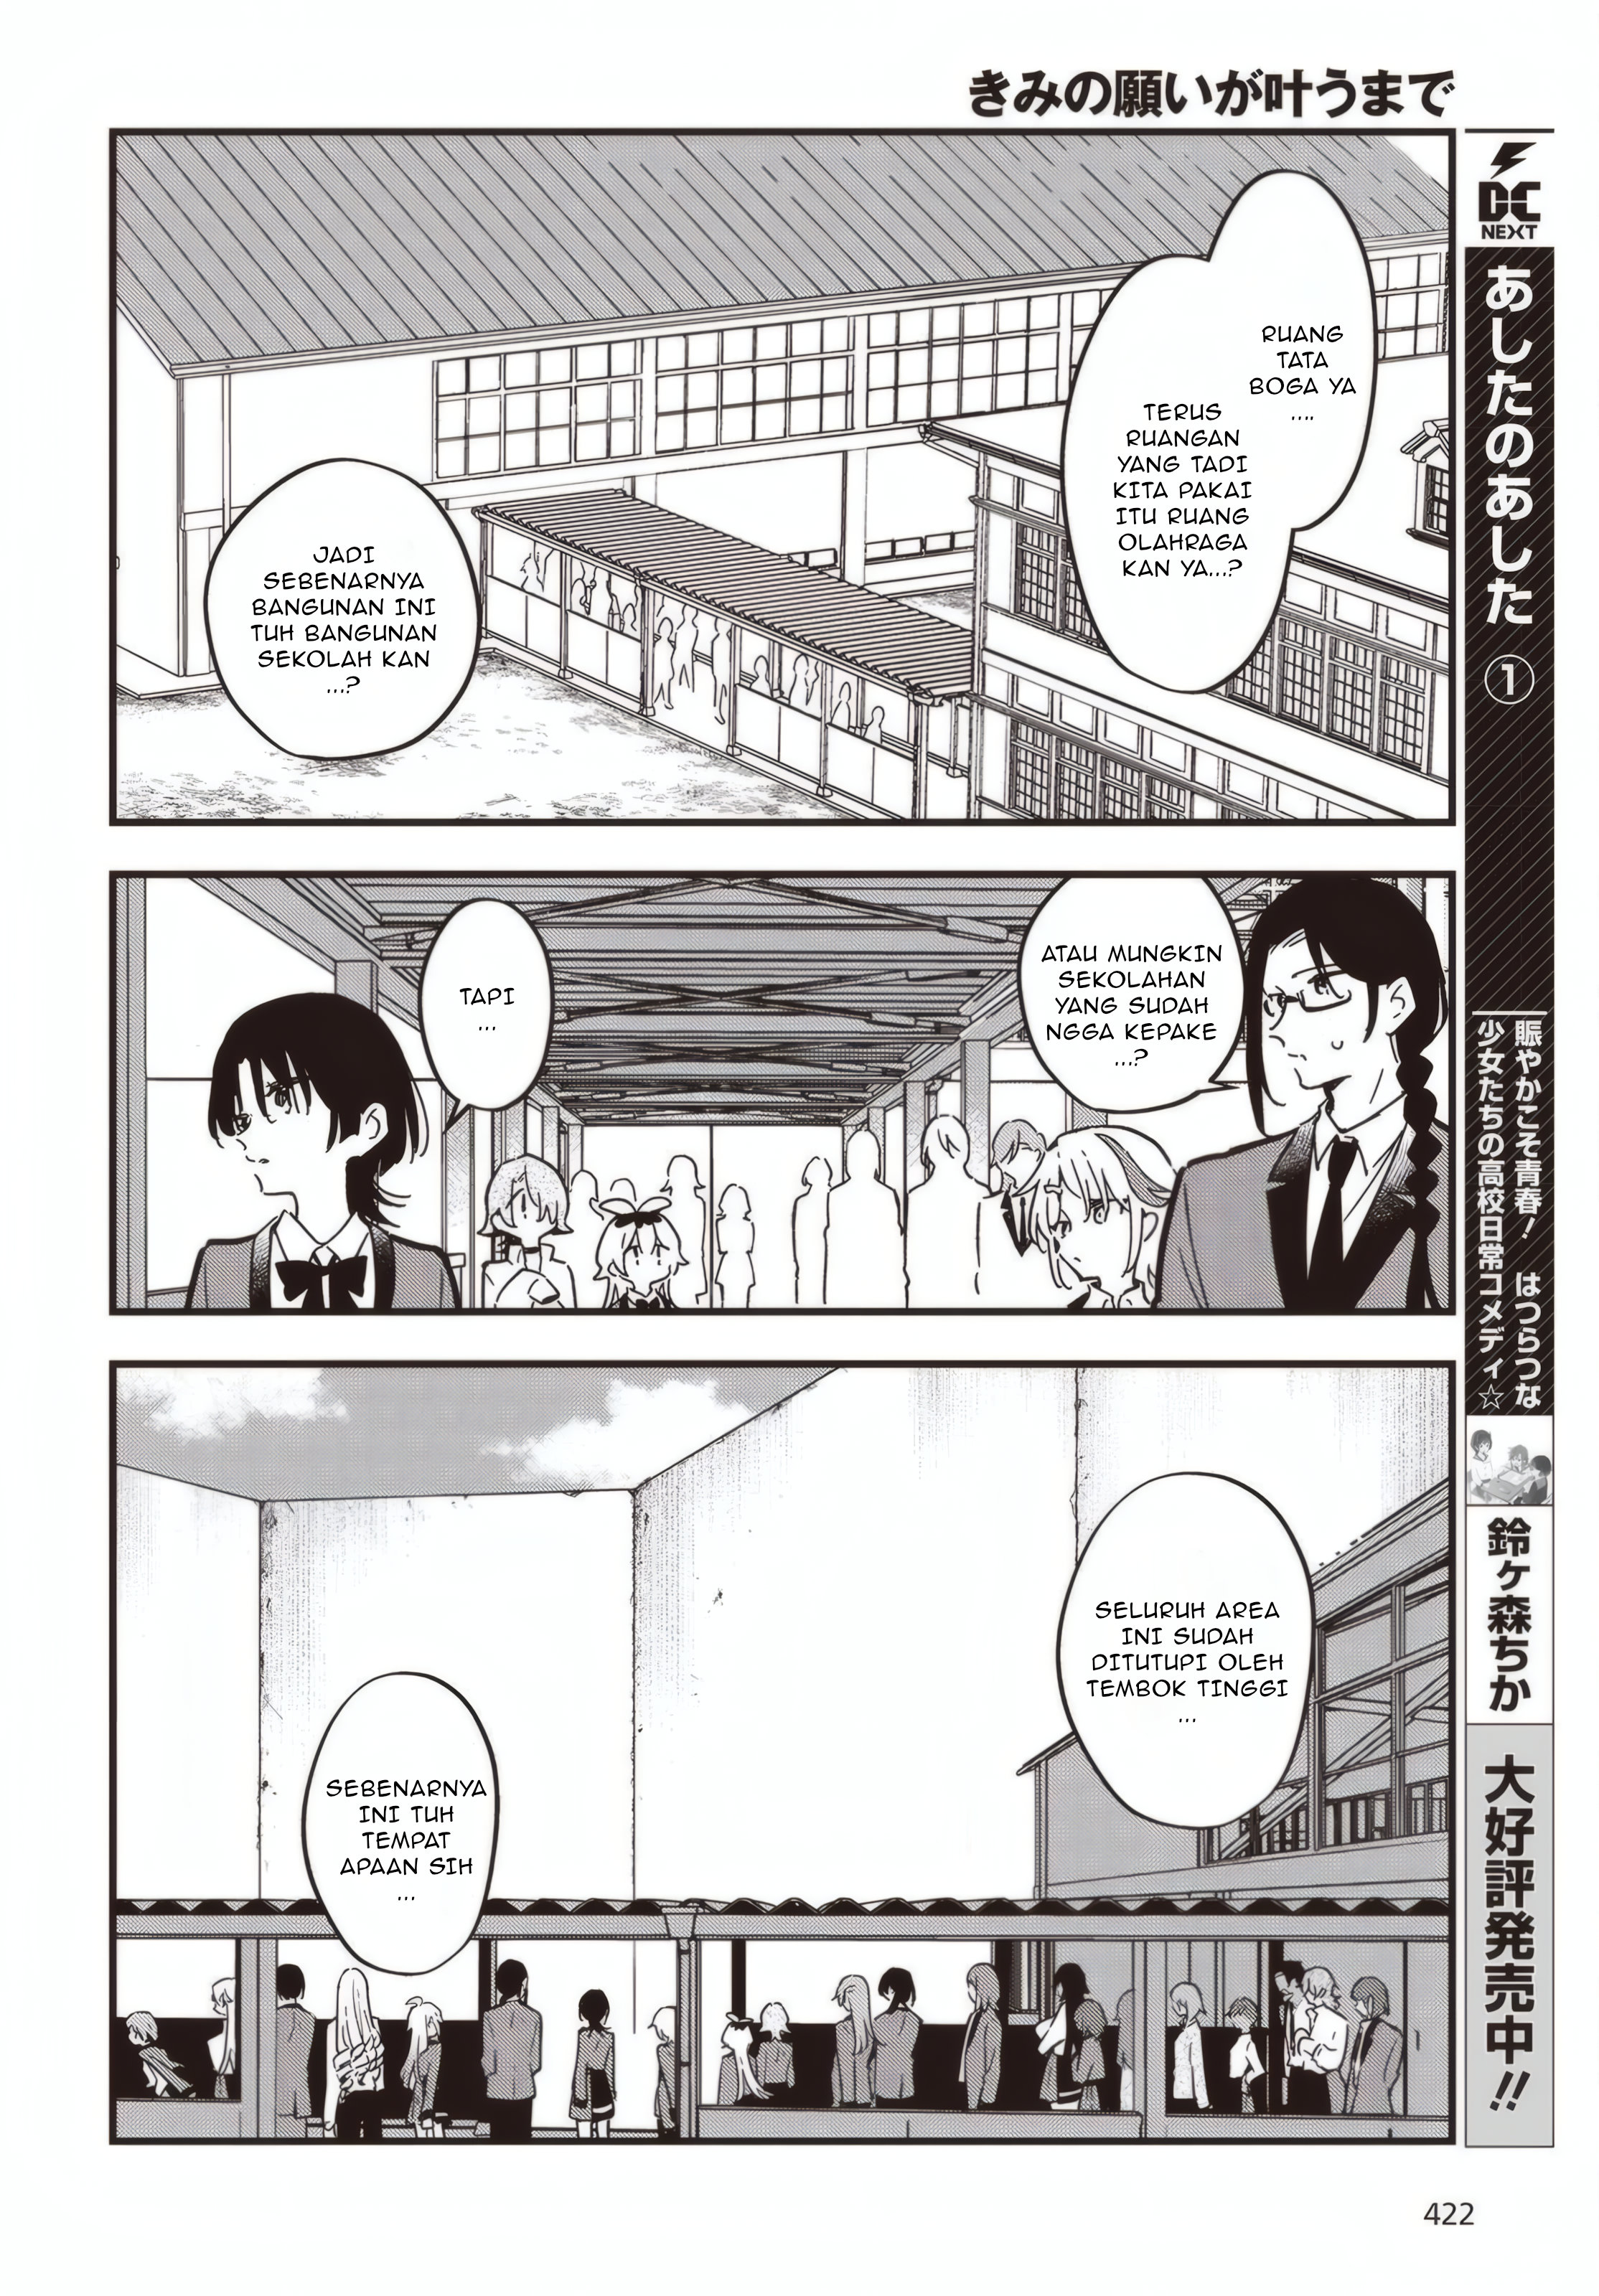 きみの願いが叶うまで
DC
NEXT
あしたのあした ①
賑やかこそ青春！ はつらつな
少女たちの高校日常コメディ☆
鈴ヶ森ちか
大好評発売中!!
RUANG
TATA
BOGA YA
....
TERUS
RUANGAN
YANG TADI
KITA PAKAI
ITU RUANG
OLAHRAGA
KAN YA...?
JADI
SEBENARNYA
BANGUNAN INI
TUH BANGUNAN
SEKOLAH KAN
...?
ATAU MUNGKIN
SEKOLAHAN
YANG SUDAH
NGGA KEPAKE
...?
TAPI
...
SELURUH AREA
INI SUDAH
DITUTUPI OLEH
TEMBOK TINGGI
...
SEBENARNYA
INI TUH
TEMPAT
APAAN SIH
...
422